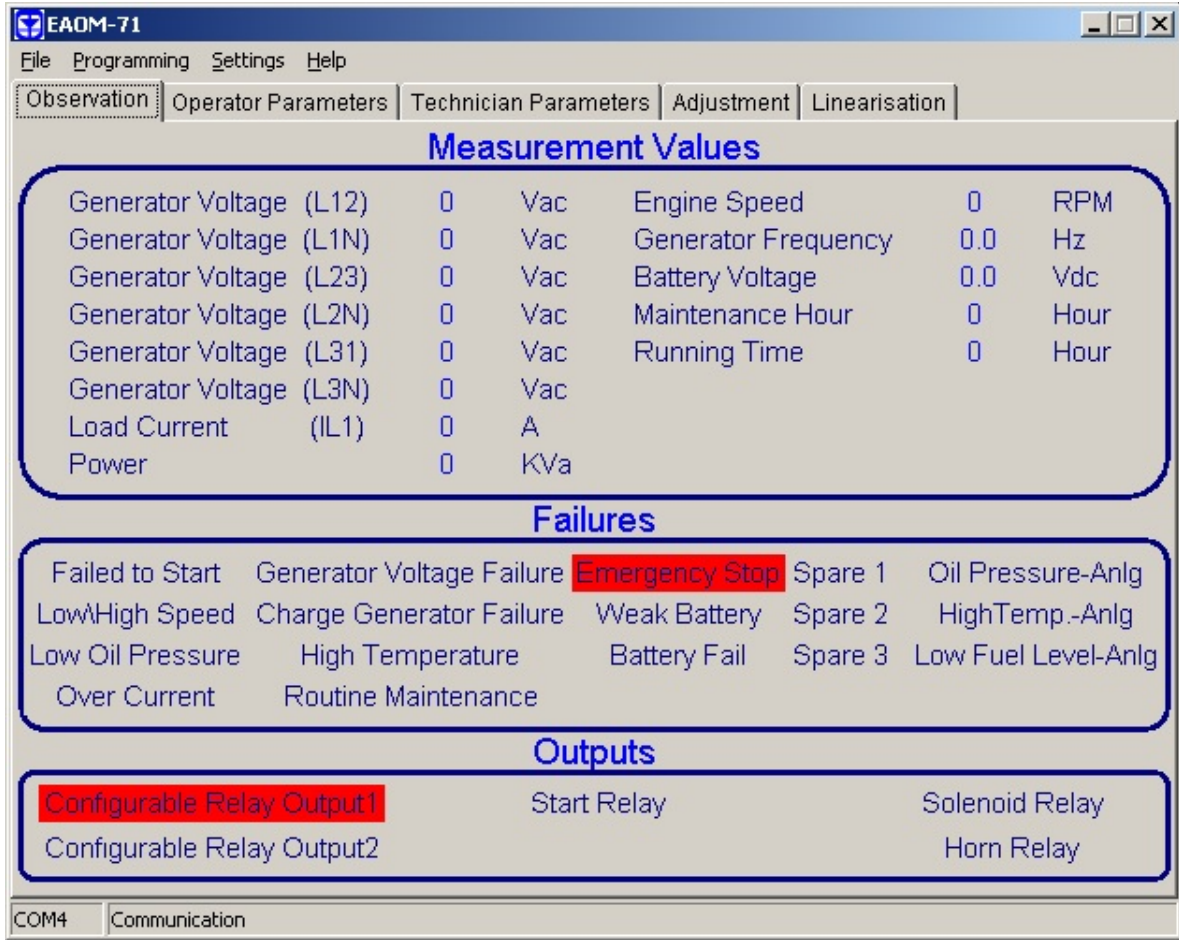 EAOM-71
File Programming Settings Help
Observation Operator Parameters Technician Parameters Adjustment Linearisation
Measurement Values
Generator Voltage (L12) 0 Vac Engine Speed 0 RPM
Generator Voltage (L1N) 0 Vac Generator Frequency 0.0 Hz
Generator Voltage (L23) 0 Vac Battery Voltage 0.0 Vdc
Generator Voltage (L2N) 0 Vac Maintenance Hour 0 Hour
Generator Voltage (L31) 0 Vac Running Time 0 Hour
Generator Voltage (L3N) 0 Vac
Load Current (IL1) 0 A
Power 0 KVa
Failures
Failed to Start Generator Voltage Failure Emergency Stop Spare 1 Oil Pressure-Anlg
Low\High Speed Charge Generator Failure Weak Battery Spare 2 HighTemp.-Anlg
Low Oil Pressure High Temperature Battery Fail Spare 3 Low Fuel Level-Anlg
Over Current Routine Maintenance
Outputs
Configurable Relay Output1 Start Relay Solenoid Relay
Configurable Relay Output2 Horn Relay
COM4 Communication